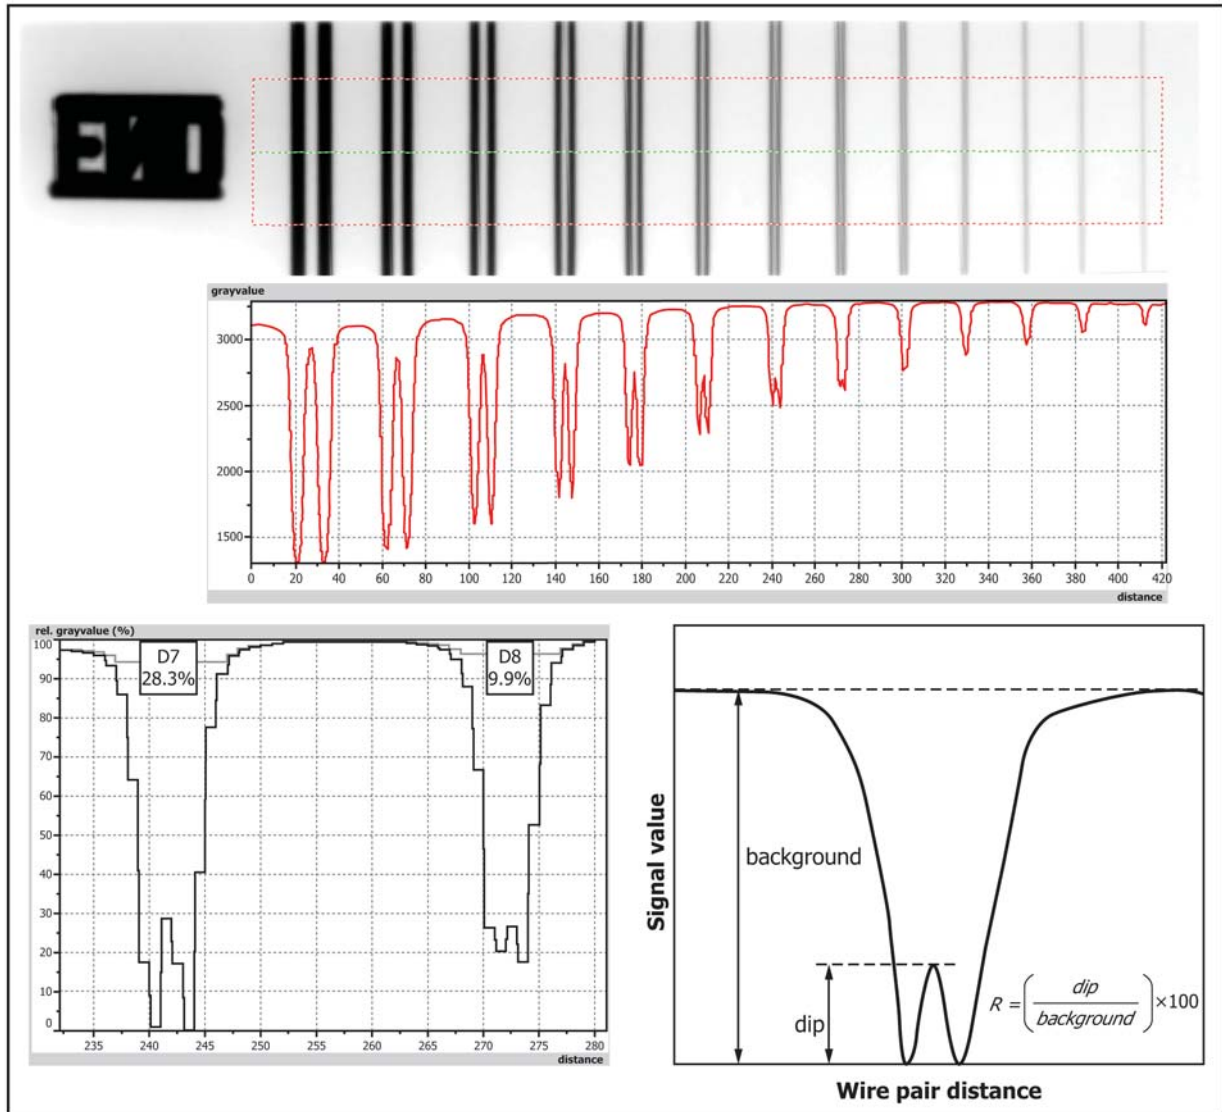 EN 1
grayvalue
3000
2500
2000
1500
0 20 40 60 80 100 120 140 160 180 200 220 240 260 280 300 320 340 360 380 400 420
distance
rel. grayvalue (%)
100
90
80
70
60
50
40
30
20
10
0
D7
28.3%
D8
9.9%
235 240 245 250 255 260 265 270 275 280
distance
Signal value
background
dip
R = (dip / background) ×100
Wire pair distance